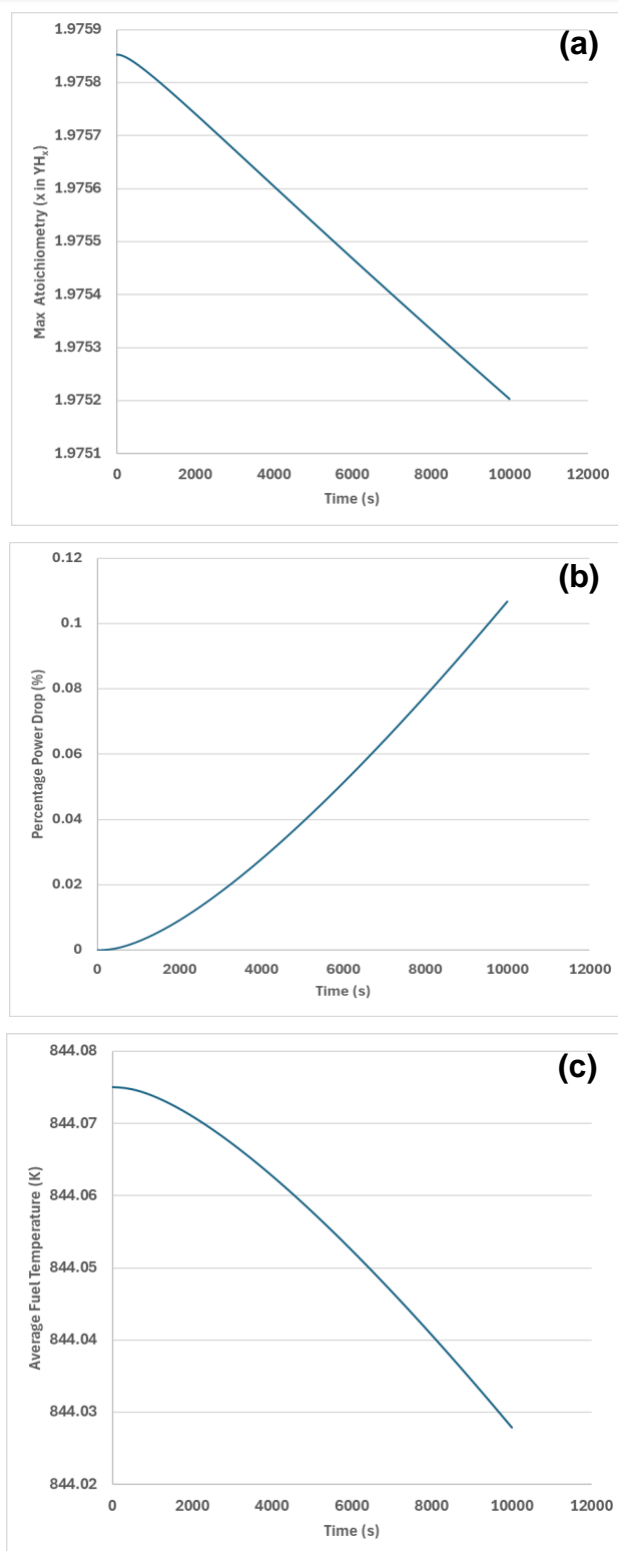 (a)
1.9759
1.9758
1.9757
1.9756
1.9755
1.9754
1.9753
1.9752
1.9751
Max Atoichiometry (x in YHx)
0 2000 4000 6000 8000 10000 12000
Time (s)
(b)
0.12
0.1
0.08
0.06
0.04
0.02
0
Percentage Power Drop (%)
0 2000 4000 6000 8000 10000 12000
Time (s)
(c)
844.08
844.07
844.06
844.05
844.04
844.03
844.02
Average Fuel Temperature (K)
0 2000 4000 6000 8000 10000 12000
Time (s)